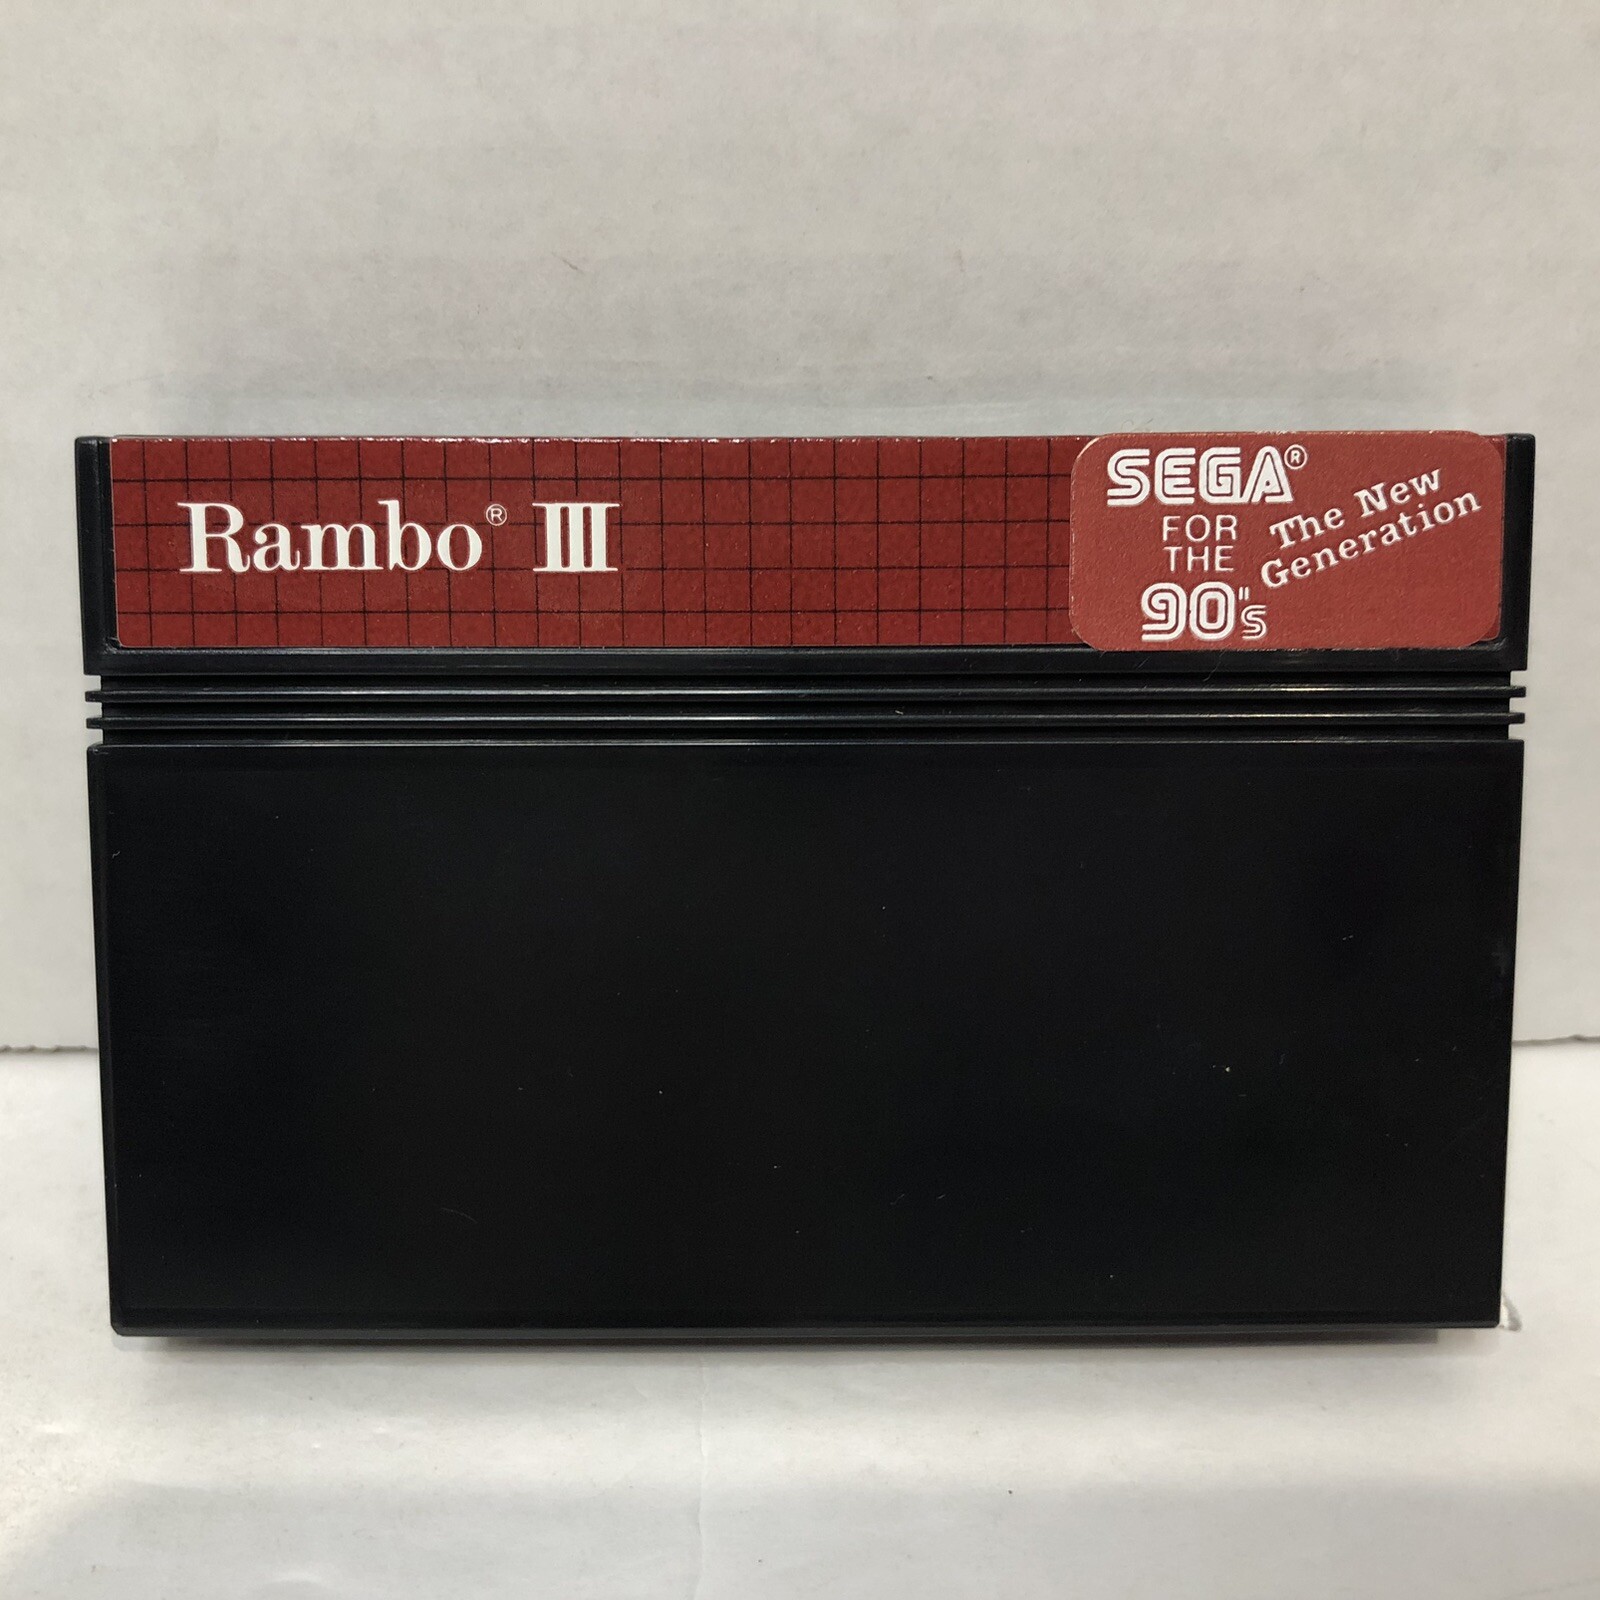 Rambo® III
SEGA®
FOR
THE
90's
The New
Generation